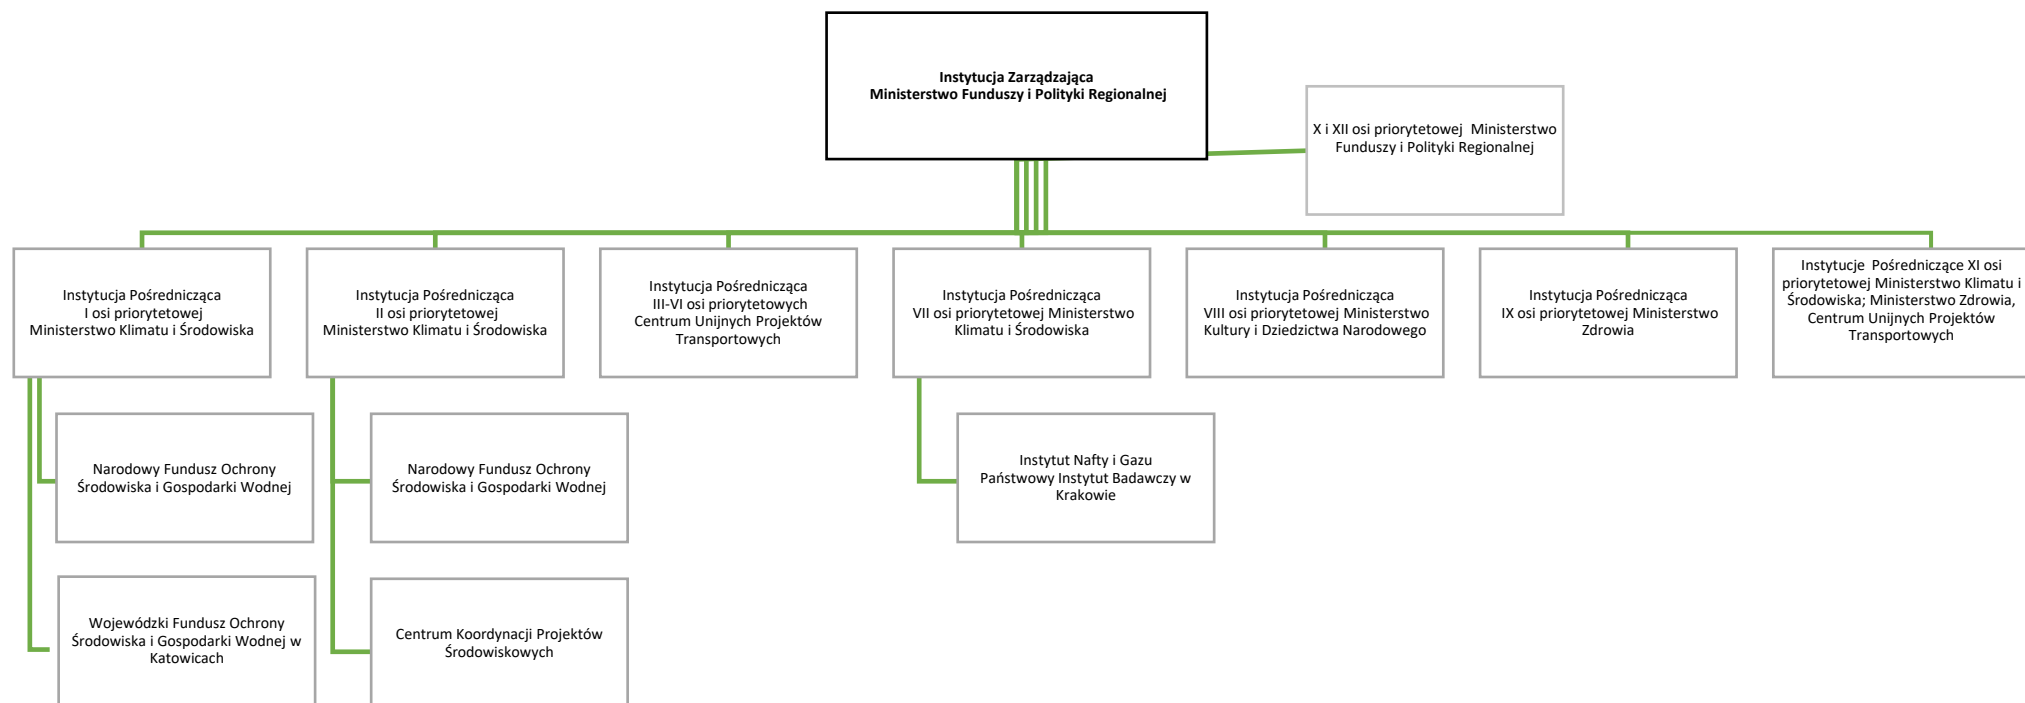 Instytucja Zarządzająca
Ministerstwo Funduszy i Polityki Regionalnej
X i XII osi priorytetowej Ministerstwo
Funduszy i Polityki Regionalnej
Instytucja Pośrednicząca
I osi priorytetowej
Ministerstwo Klimatu i Środowiska
Instytucja Pośrednicząca
II osi priorytetowej
Ministerstwo Klimatu i Środowiska
Instytucja Pośrednicząca
III-VI osi priorytetowych
Centrum Unijnych Projektów
Transportowych
Instytucja Pośrednicząca
VII osi priorytetowej Ministerstwo
Klimatu i Środowiska
Instytucja Pośrednicząca
VIII osi priorytetowej Ministerstwo
Kultury i Dziedzictwa Narodowego
Instytucja Pośrednicząca
IX osi priorytetowej Ministerstwo
Zdrowia
Instytucje Pośredniczące XI osi
priorytetowej Ministerstwo Klimatu i
Środowiska; Ministerstwo Zdrowia,
Centrum Unijnych Projektów
Transportowych
Narodowy Fundusz Ochrony
Środowiska i Gospodarki Wodnej
Narodowy Fundusz Ochrony
Środowiska i Gospodarki Wodnej
Instytut Nafty i Gazu
Państwowy Instytut Badawczy w
Krakowie
Wojewódzki Fundusz Ochrony
Środowiska i Gospodarki Wodnej w
Katowicach
Centrum Koordynacji Projektów
Środowiskowych